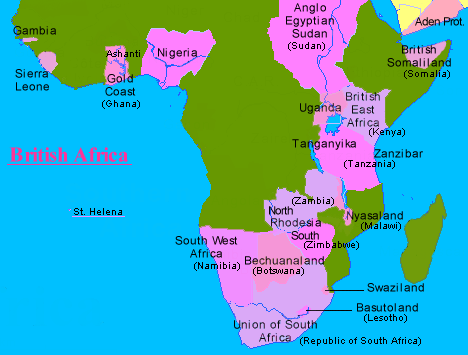 Gambia
Sierra
Leone
Ashanti
Gold
Coast
(Ghana)
Nigeria
Anglo
Egyptian
Sudan
(Sudan)
Aden Prot.
British
Somaliland
(Somalia)
Uganda
British
East
Africa
(Kenya)
Tanganyika
Zanzibar
(Tanzania)
British Africa
St. Helena
(Zambia)
North
Rhodesia
Nyasaland
(Malawi)
South
(Zimbabwe)
South West
Africa
(Namibia)
Bechuanaland
(Botswana)
Swaziland
Basutoland
(Lesotho)
Union of South
Africa
(Republic of South Africa)